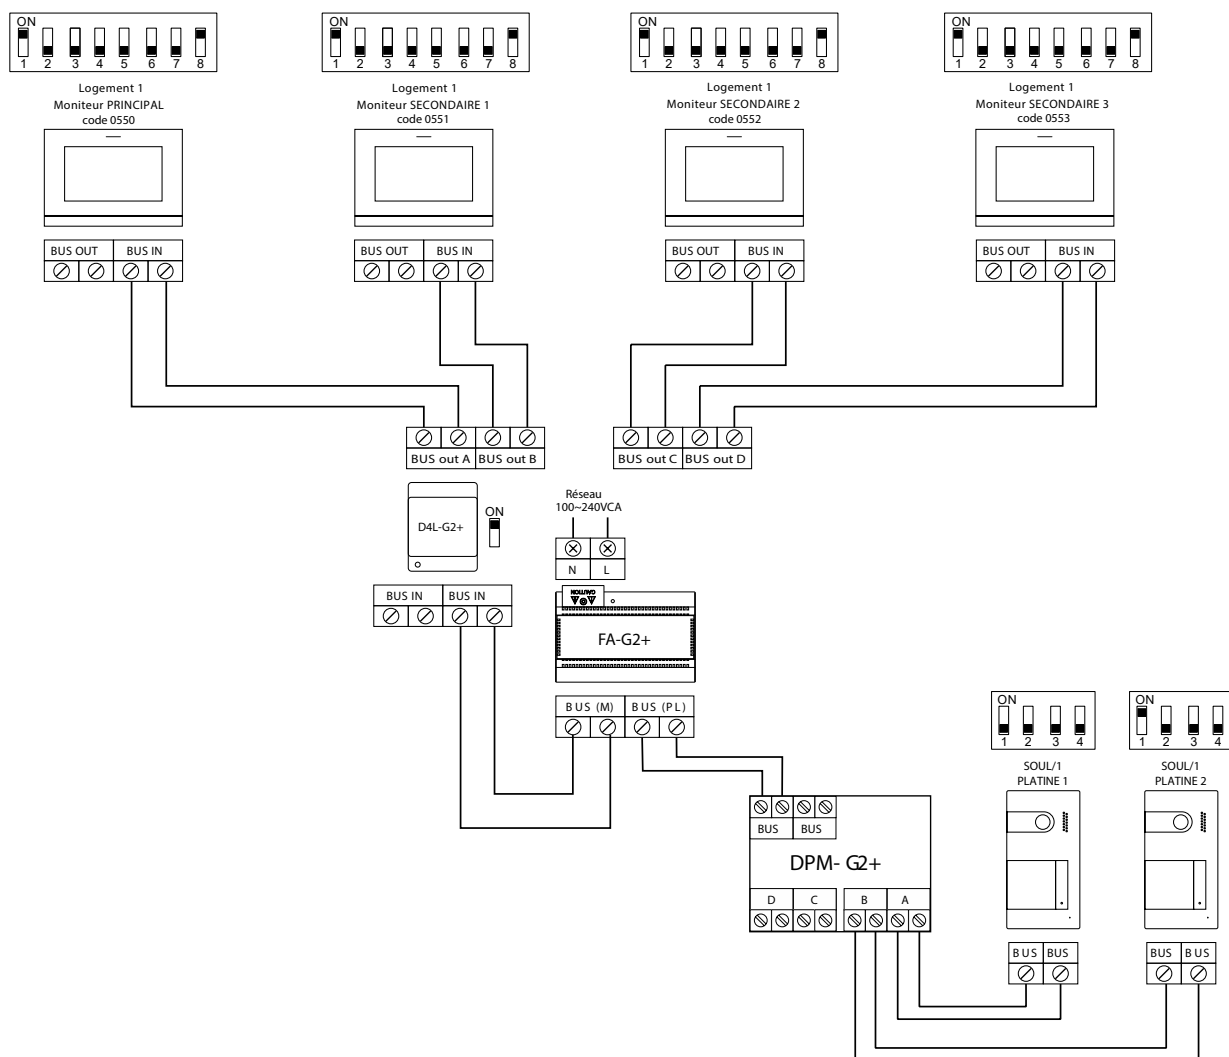 ON
1 2 3 4 5 6 7 8
Logement 1
Moniteur PRINCIPAL
code 0550
BUS OUT BUS IN
ON
1 2 3 4 5 6 7 8
Logement 1
Moniteur SECONDAIRE 1
code 0551
BUS OUT BUS IN
ON
1 2 3 4 5 6 7 8
Logement 1
Moniteur SECONDAIRE 2
code 0552
BUS OUT BUS IN
ON
1 2 3 4 5 6 7 8
Logement 1
Moniteur SECONDAIRE 3
code 0553
BUS OUT BUS IN
BUS out A BUS out B
BUS out C BUS out D
D4L-G2+
ON
BUS IN BUS IN
Réseau
100~240VCA
N L
CAUTION
FA-G2+
BUS (M) BUS (PL)
BUS BUS
DPM- G2+
D C B A
ON
1 2 3 4
SOUL/1
PLATINE 1
BUS BUS
ON
1 2 3 4
SOUL/1
PLATINE 2
BUS BUS